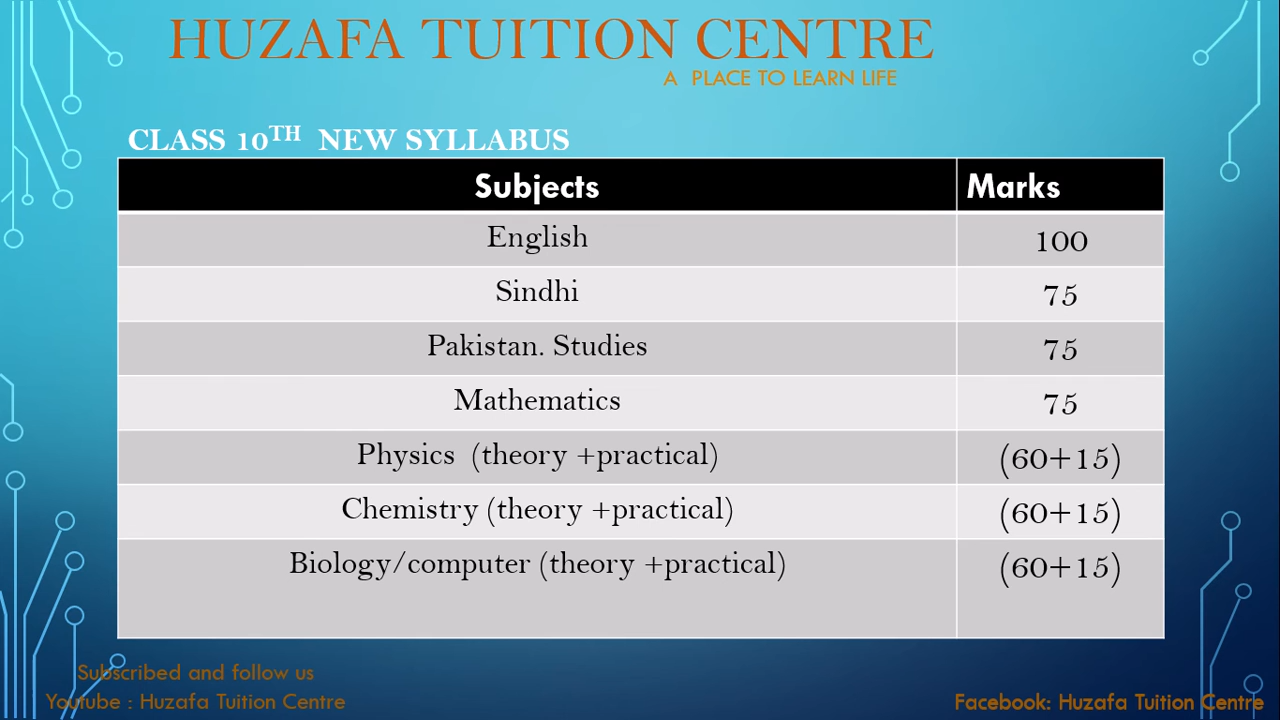 HUZAFA TUITION CENTRE
A PLACE TO LEARN LIFE
CLASS 10TH NEW SYLLABUS
Subjects Marks
English 100
Sindhi 75
Pakistan. Studies 75
Mathematics 75
Physics (theory +practical) (60+15)
Chemistry (theory +practical) (60+15)
Biology/computer (theory +practical) (60+15)
Subscribed and follow us
Youtube : Huzafa Tuition Centre
Facebook: Huzafa Tuition Centre